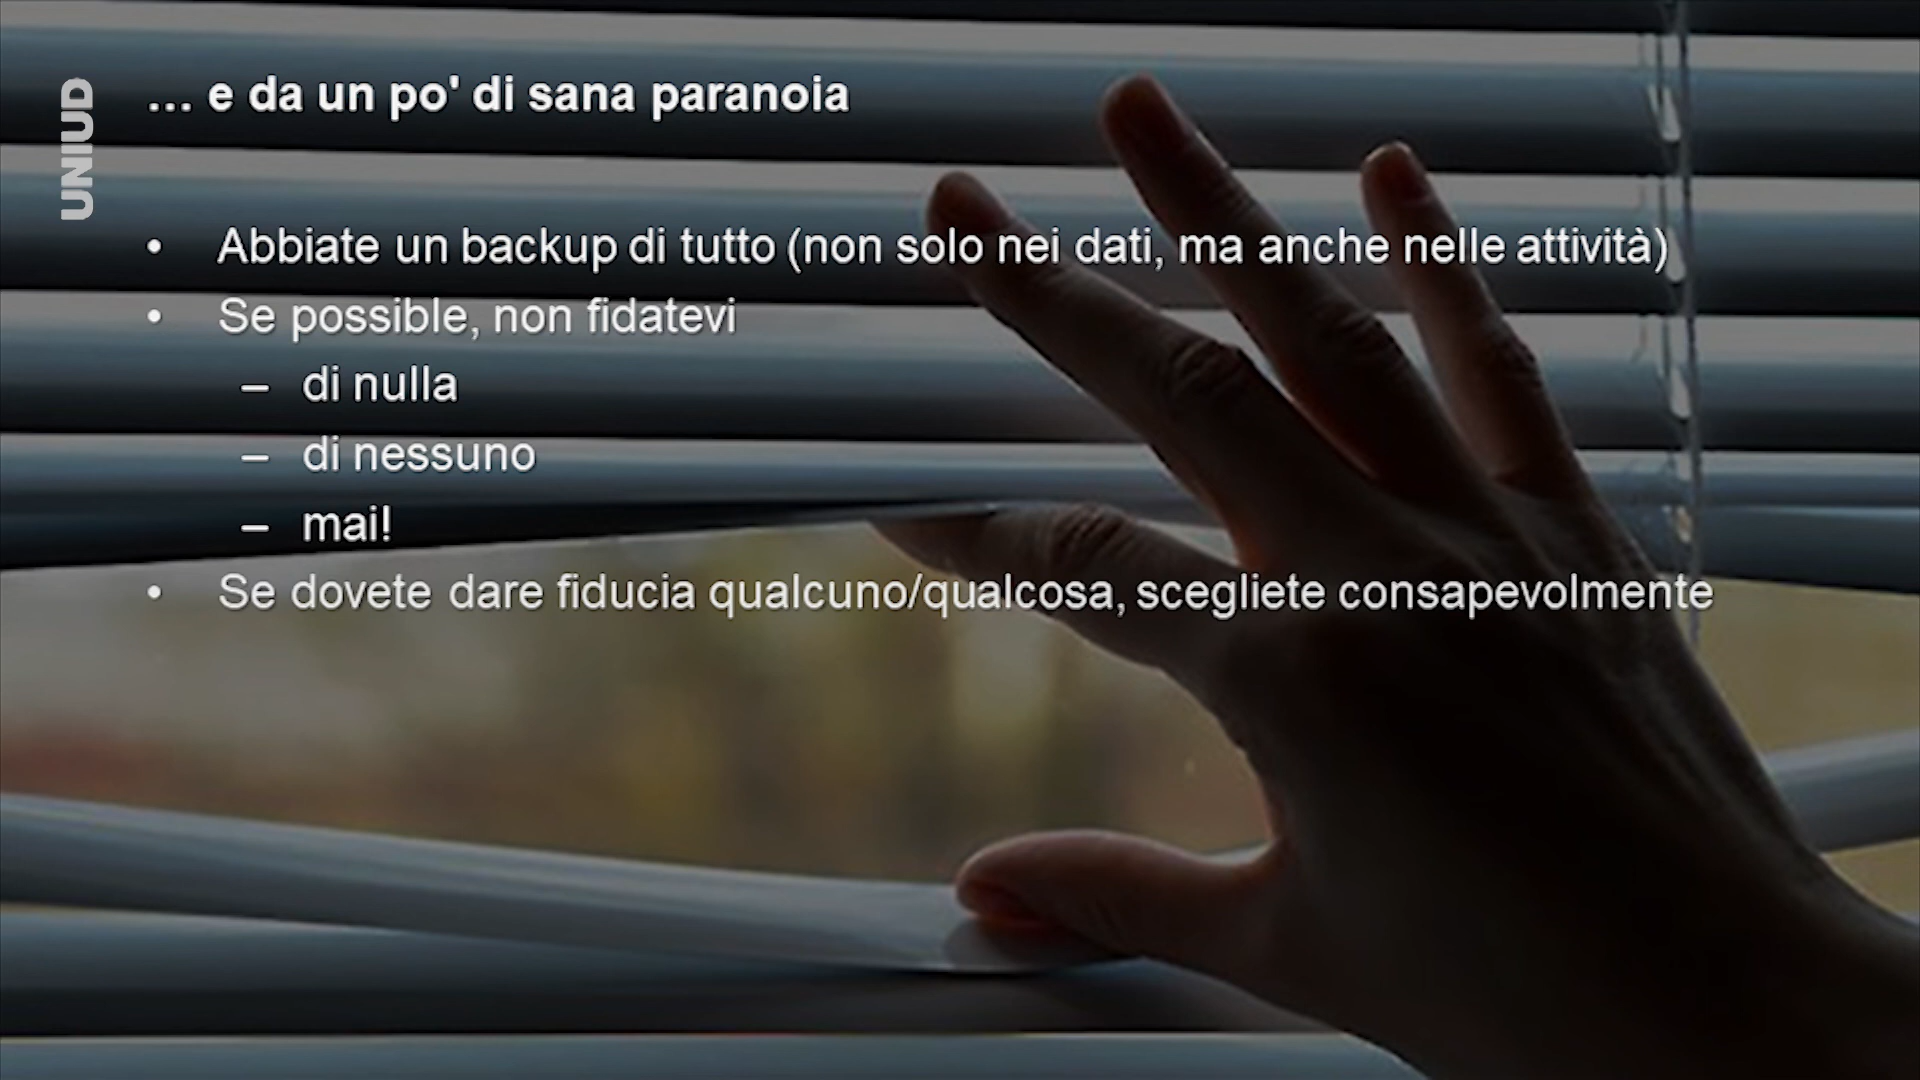 UNIUD
... e da un po' di sana paranoia
• Abbiate un backup di tutto (non solo nei dati, ma anche nelle attività)
• Se possible, non fidatevi
– di nulla
– di nessuno
– mai!
• Se dovete dare fiducia qualcuno/qualcosa, scegliete consapevolmente